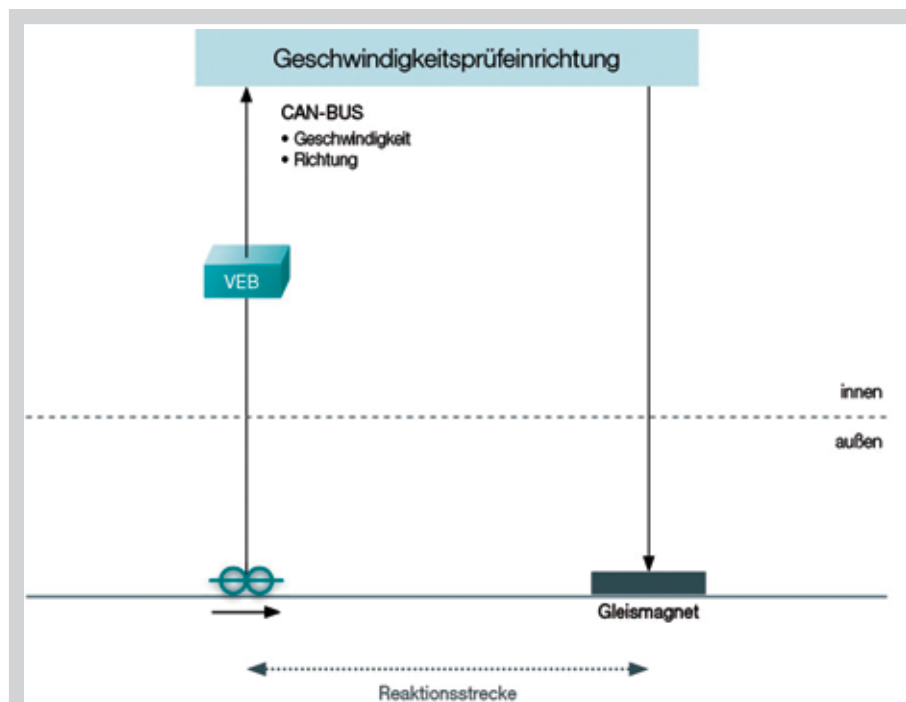 Geschwindigkeitsprüfeinrichtung
CAN-BUS
• Geschwindigkeit
• Richtung
VEB
innen
außen
Gleismagnet
Reaktionsstrecke